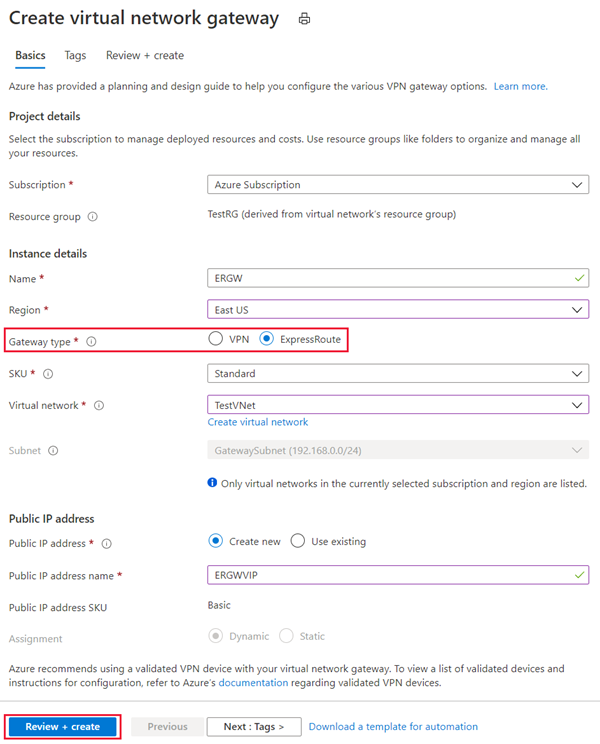 Create virtual network gateway
Basics Tags Review + create
Azure has provided a planning and design guide to help you configure the various VPN gateway options. Learn more.
Project details
Select the subscription to manage deployed resources and costs. Use resource groups like folders to organize and manage all
your resources.
Subscription * Azure Subscription
Resource group TestRG (derived from virtual network's resource group)
Instance details
Name * ERGW
Region * East US
Gateway type * VPN ExpressRoute
SKU * Standard
Virtual network * TestVNet
Create virtual network
Subnet GatewaySubnet (192.168.0.0/24)
Only virtual networks in the currently selected subscription and region are listed.
Public IP address
Public IP address * Create new Use existing
Public IP address name * ERGWVIP
Public IP address SKU Basic
Assignment Dynamic Static
Azure recommends using a validated VPN device with your virtual network gateway. To view a list of validated devices and
instructions for configuration, refer to Azure's documentation regarding validated VPN devices.
Review + create Previous Next : Tags > Download a template for automation